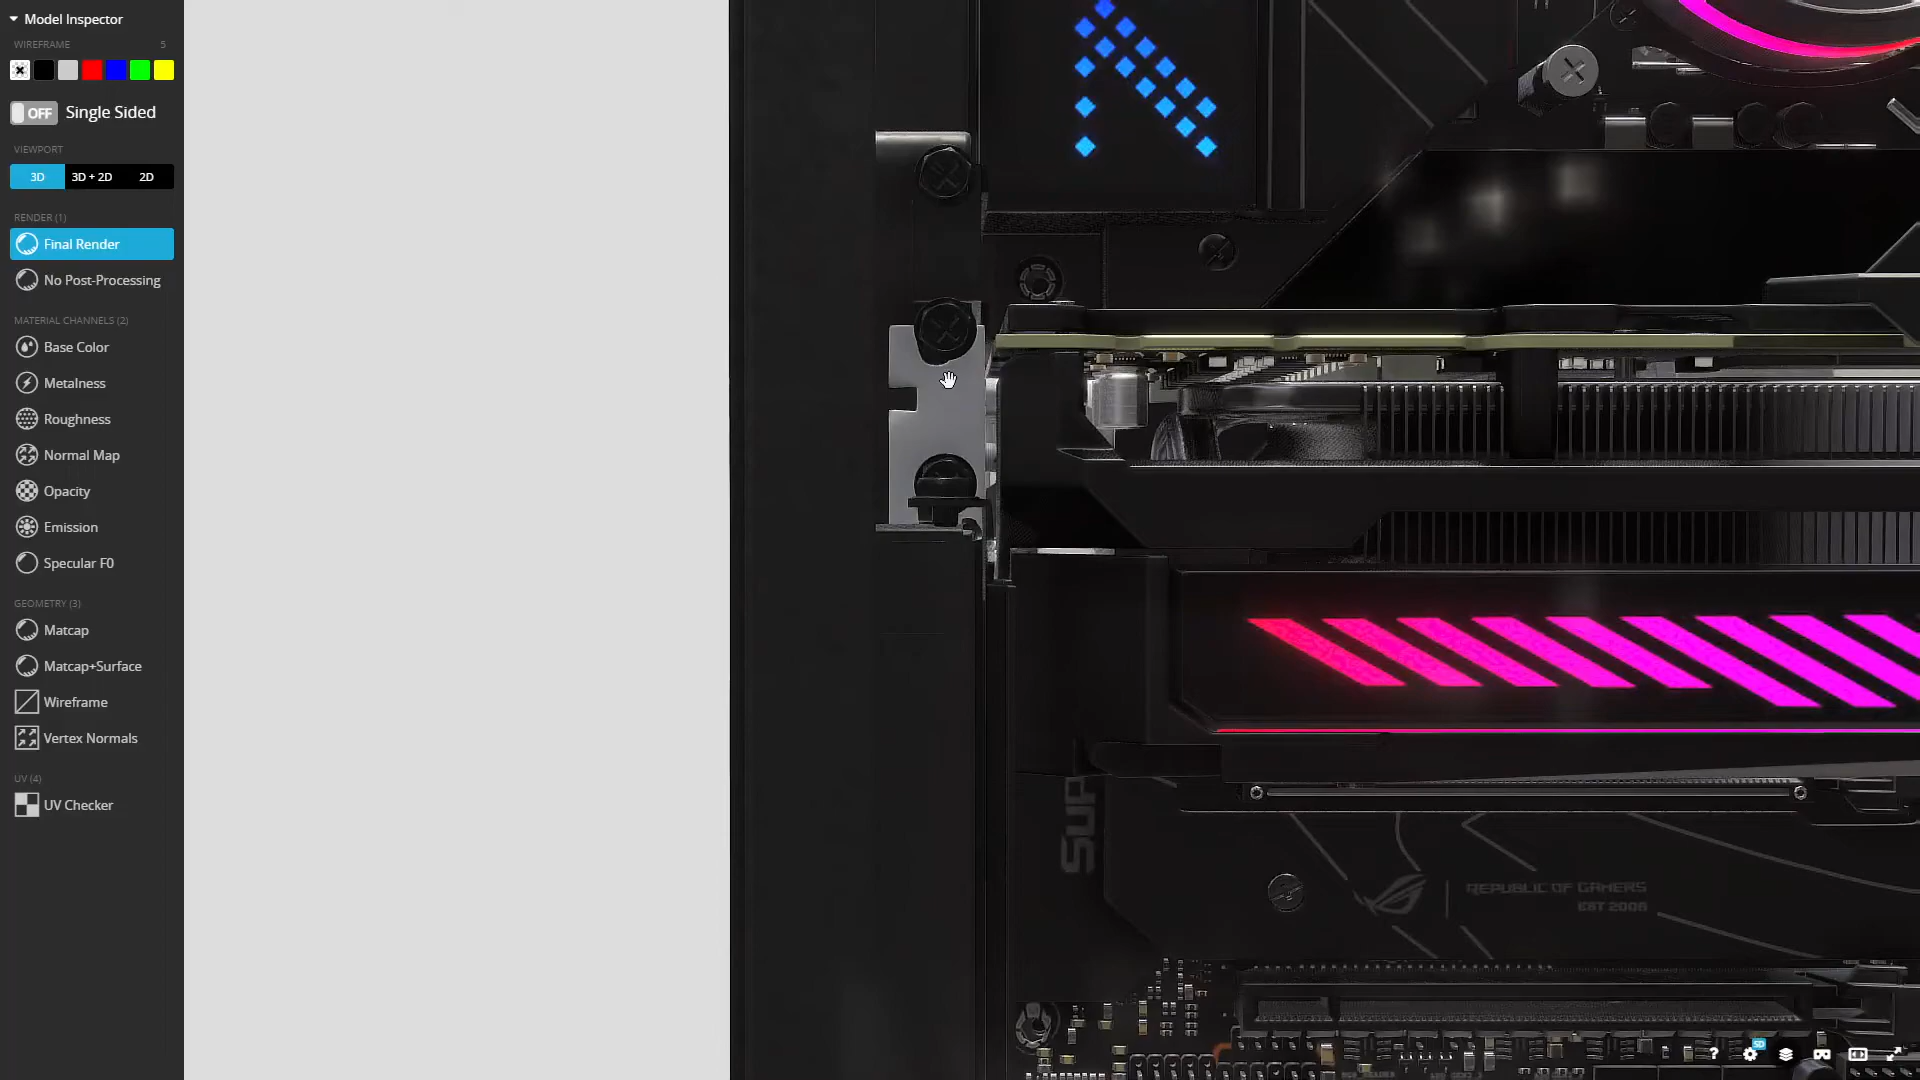 Model Inspector
WIREFRAME 5
OFF Single Sided
VIEWPORT
3D 3D + 2D 2D
RENDER (1)
Final Render
No Post-Processing
MATERIAL CHANNELS (2)
Base Color
Metalness
Roughness
Normal Map
Opacity
Emission
Specular F0
GEOMETRY (3)
Matcap
Matcap+Surface
Wireframe
Vertex Normals
UV (4)
UV Checker
SUP
REPUBLIC OF GAMERS
EST 2006
? SD